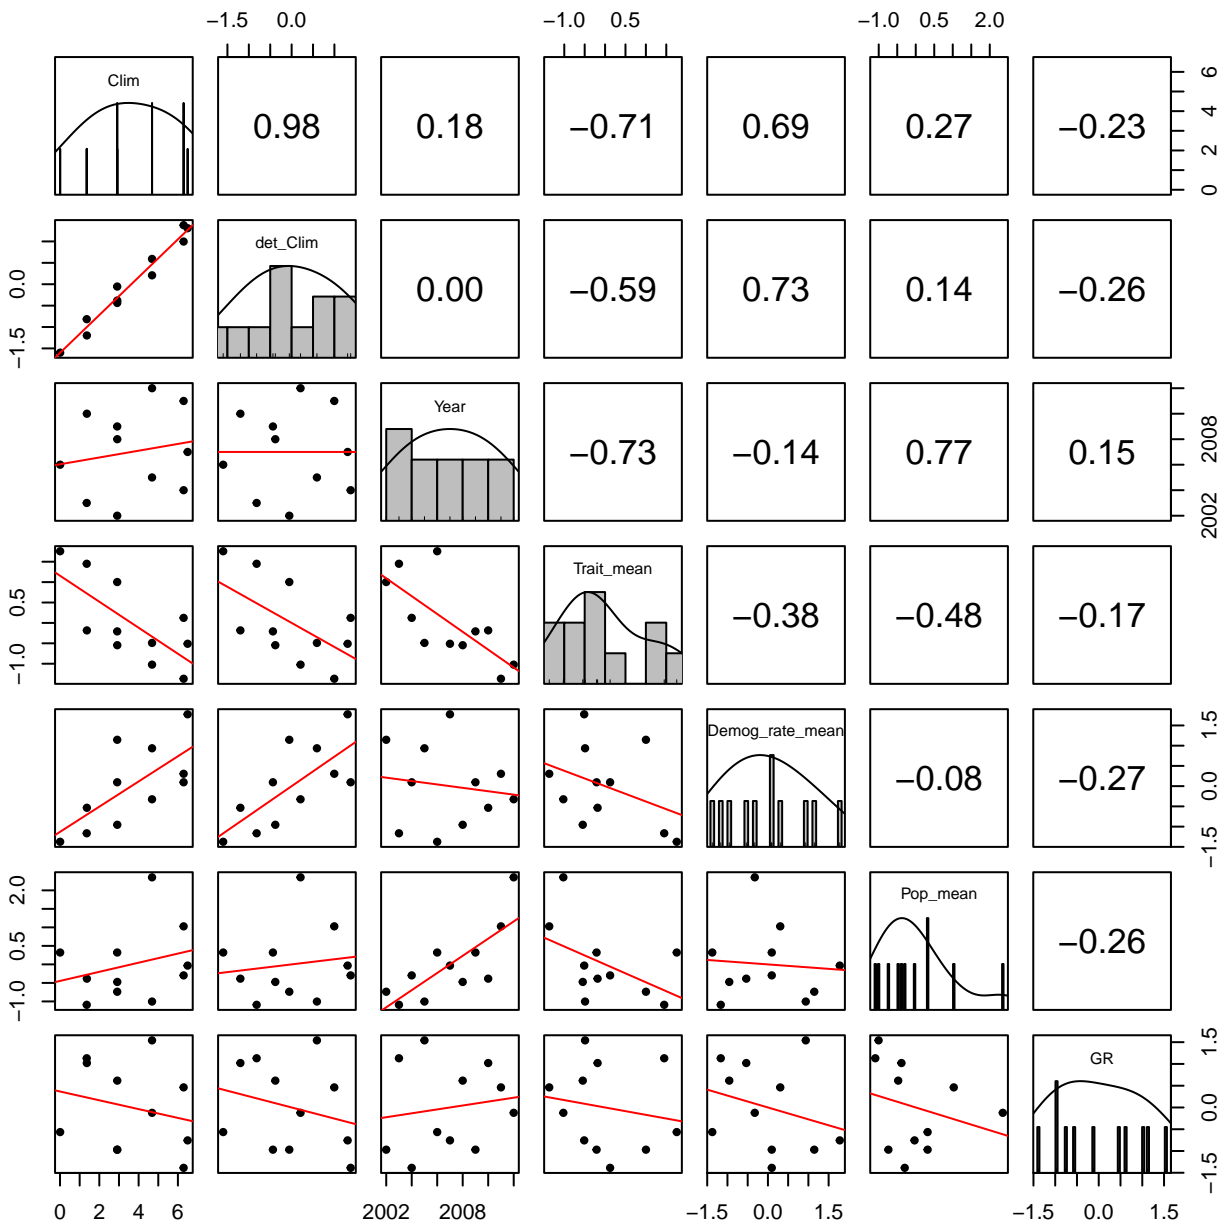 −1.5 0.0 −1.0 0.5 −1.0 0.5 2.0
Clim 0.98 0.18 −0.71 0.69 0.27 −0.23 0 2 4 6
−1.5 0.0 det_Clim 0.00 −0.59 0.73 0.14 −0.26
Year −0.73 −0.14 0.77 0.15 2002 2008
−1.0 0.5 Trait_mean −0.38 −0.48 −0.17
Demog_rate_mean −0.08 −0.27 −1.5 0.0 1.5
−1.0 0.5 2.0 Pop_mean −0.26
GR −1.5 0.0 1.5
0 2 4 6 2002 2008 −1.5 0.0 1.5 −1.5 0.0 1.5